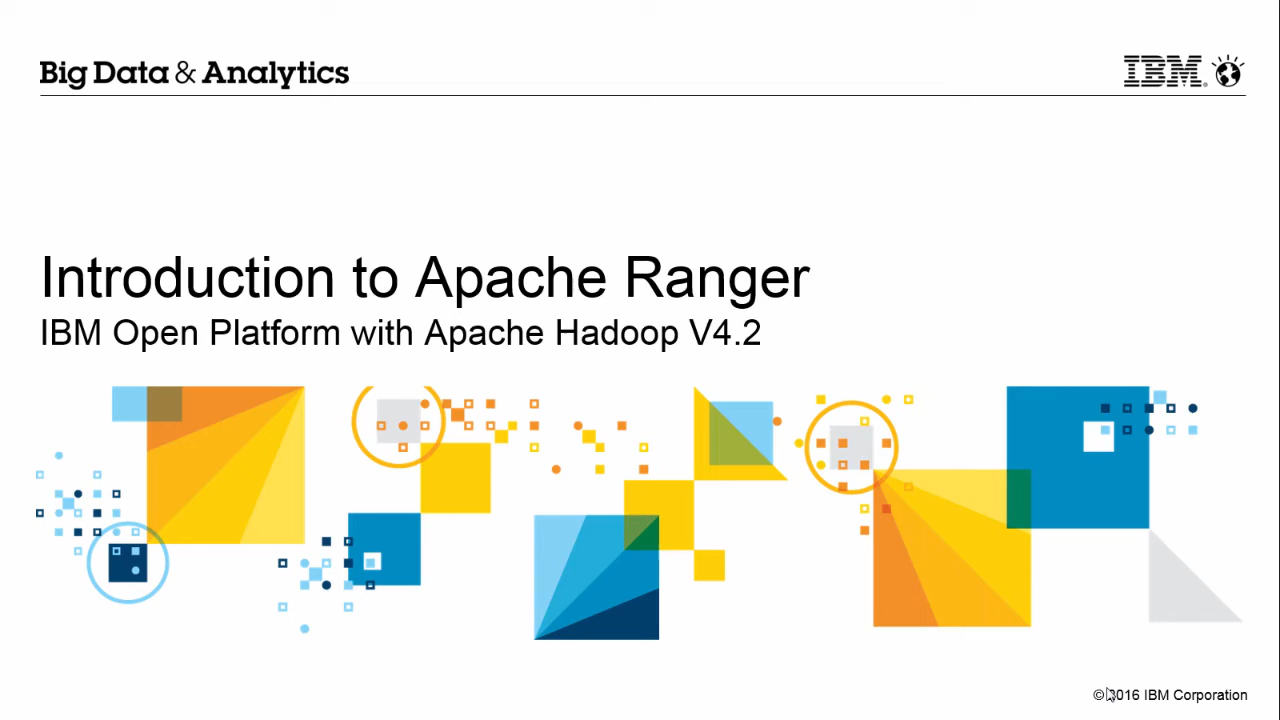 Big Data & Analytics
IBM
Introduction to Apache Ranger
IBM Open Platform with Apache Hadoop V4.2
© 2016 IBM Corporation